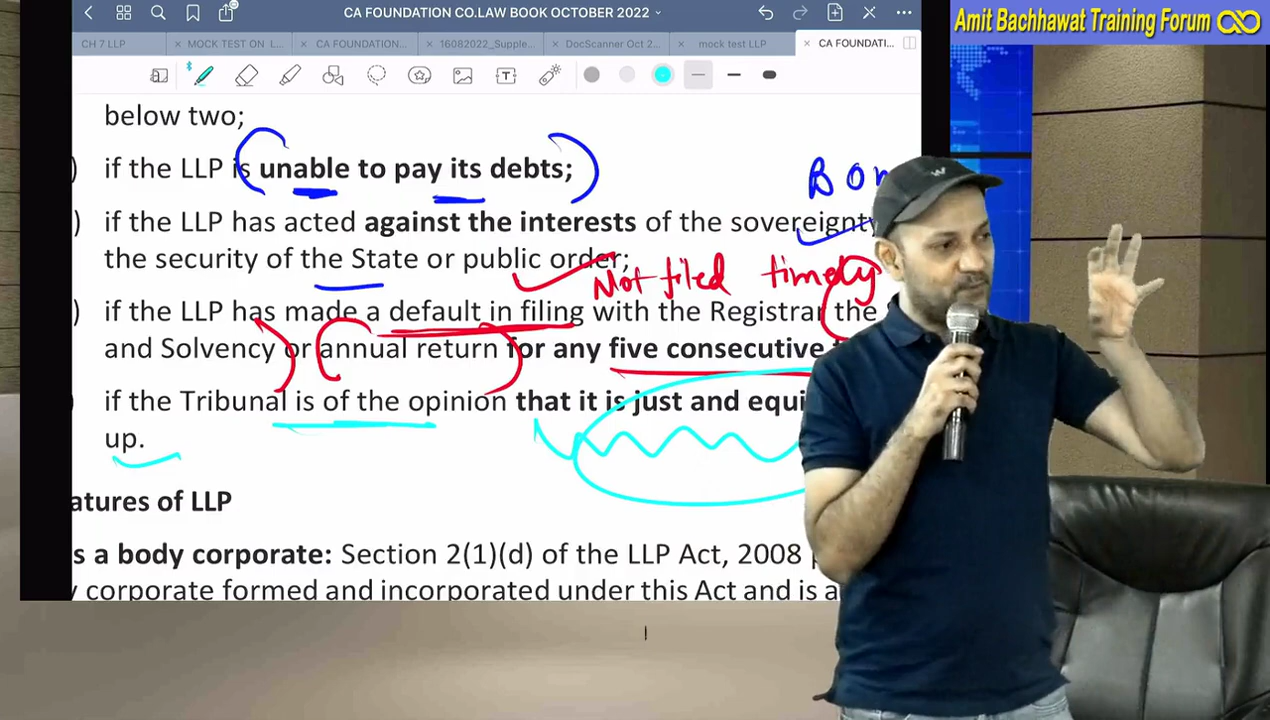 CA FOUNDATION CO.LAW BOOK OCTOBER 2022
Amit Bachhawat Training Forum
CH 7 LLP
MOCK TEST ON L...
CA FOUNDATION...
16082022_Supple...
DocScanner Oct 2...
mock test LLP
CA FOUNDATI...
below two;
) if the LLP is unable to pay its debts;
Bon
) if the LLP has acted against the interests of the sovereignty
the security of the State or public order;
Not filed timely
) if the LLP has made a default in filing with the Registrar the
and Solvency or annual return for any five consecutive
) if the Tribunal is of the opinion that it is just and equi
up.
atures of LLP
s a body corporate: Section 2(1)(d) of the LLP Act, 2008 p
y corporate formed and incorporated under this Act and is a